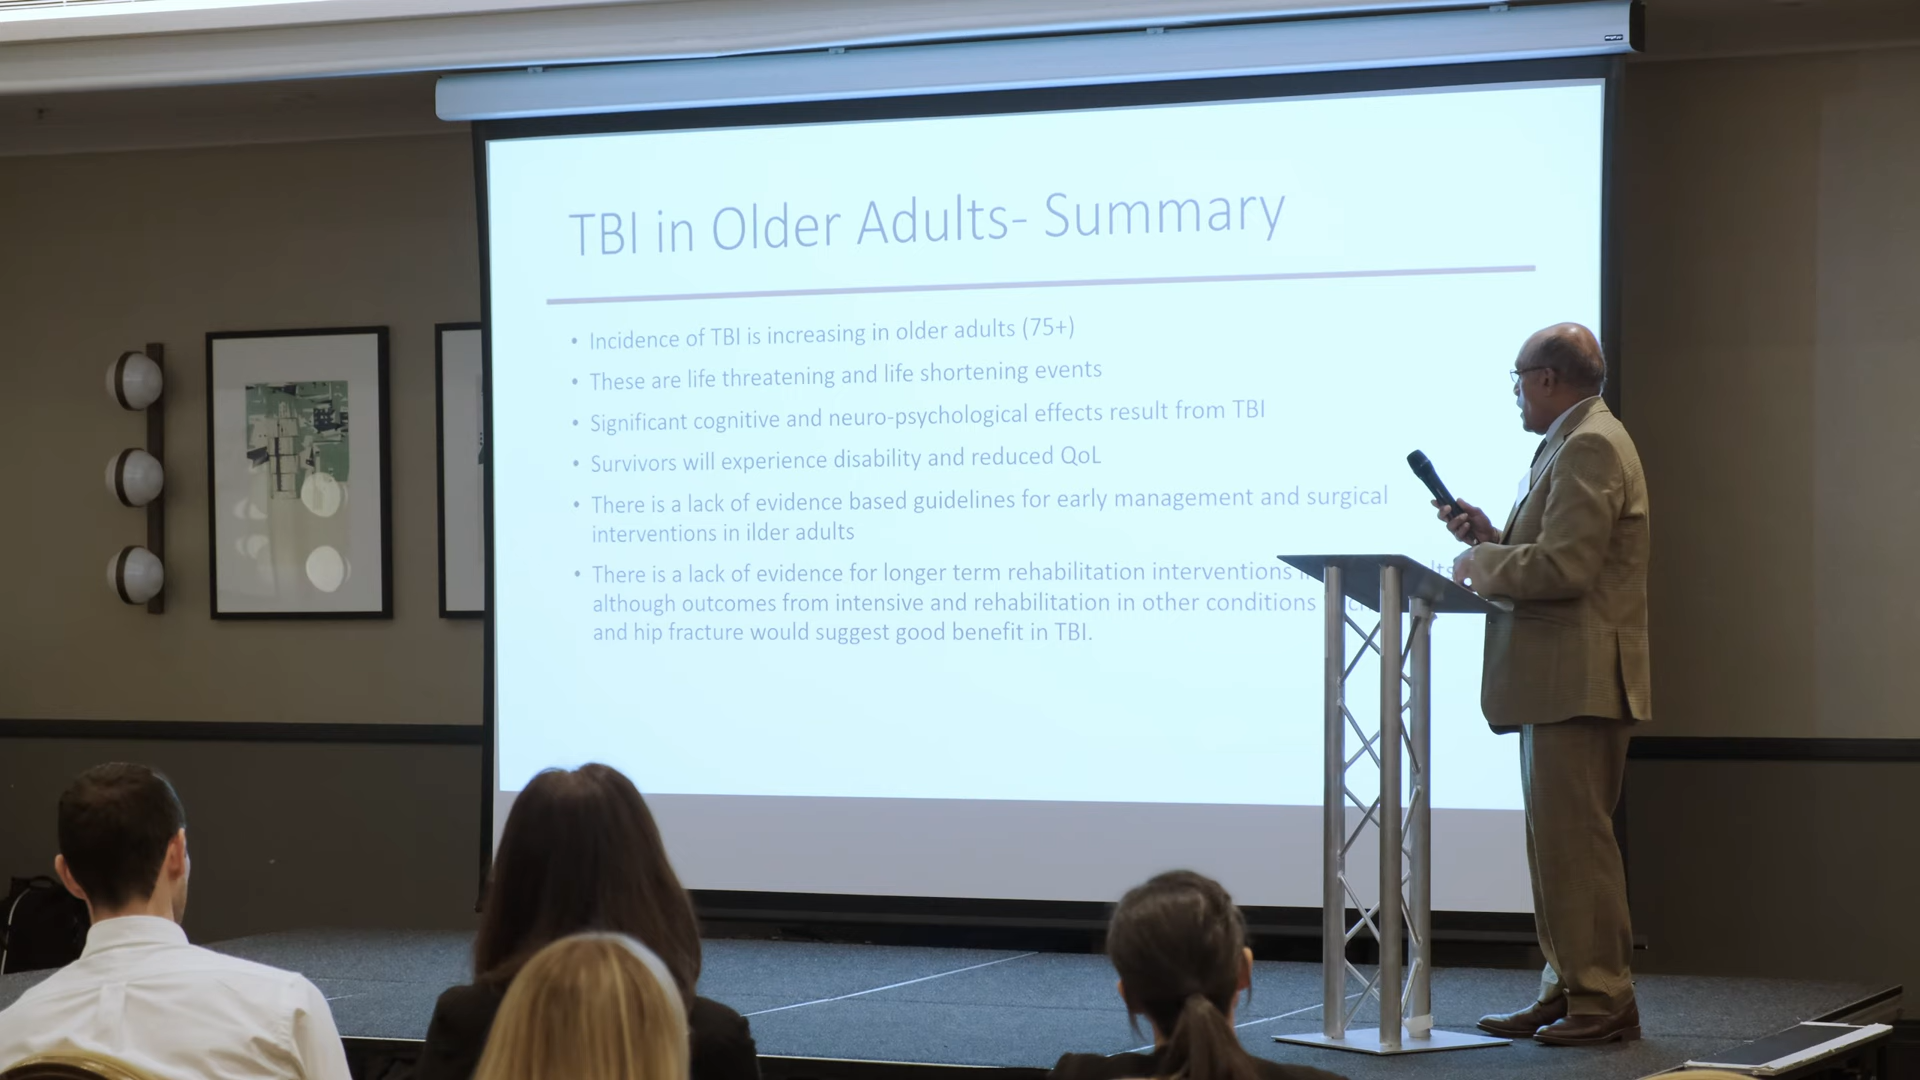 TBI in Older Adults- Summary
• Incidence of TBI is increasing in older adults (75+)
• These are life threatening and life shortening events
• Significant cognitive and neuro-psychological effects result from TBI
• Survivors will experience disability and reduced QoL
• There is a lack of evidence based guidelines for early management and surgical
interventions in ilder adults
• There is a lack of evidence for longer term rehabilitation interventions
although outcomes from intensive and rehabilitation in other conditions
and hip fracture would suggest good benefit in TBI.